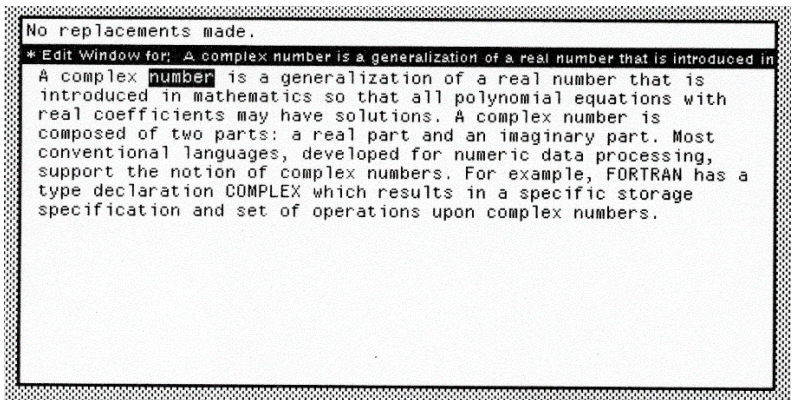 No replacements made.
* Edit Window for: A complex number is a generalization of a real number that is introduced in
A complex number is a generalization of a real number that is
introduced in mathematics so that all polynomial equations with
real coefficients may have solutions. A complex number is
composed of two parts: a real part and an imaginary part. Most
conventional languages, developed for numeric data processing,
support the notion of complex numbers. For example, FORTRAN has a
type declaration COMPLEX which results in a specific storage
specification and set of operations upon complex numbers.